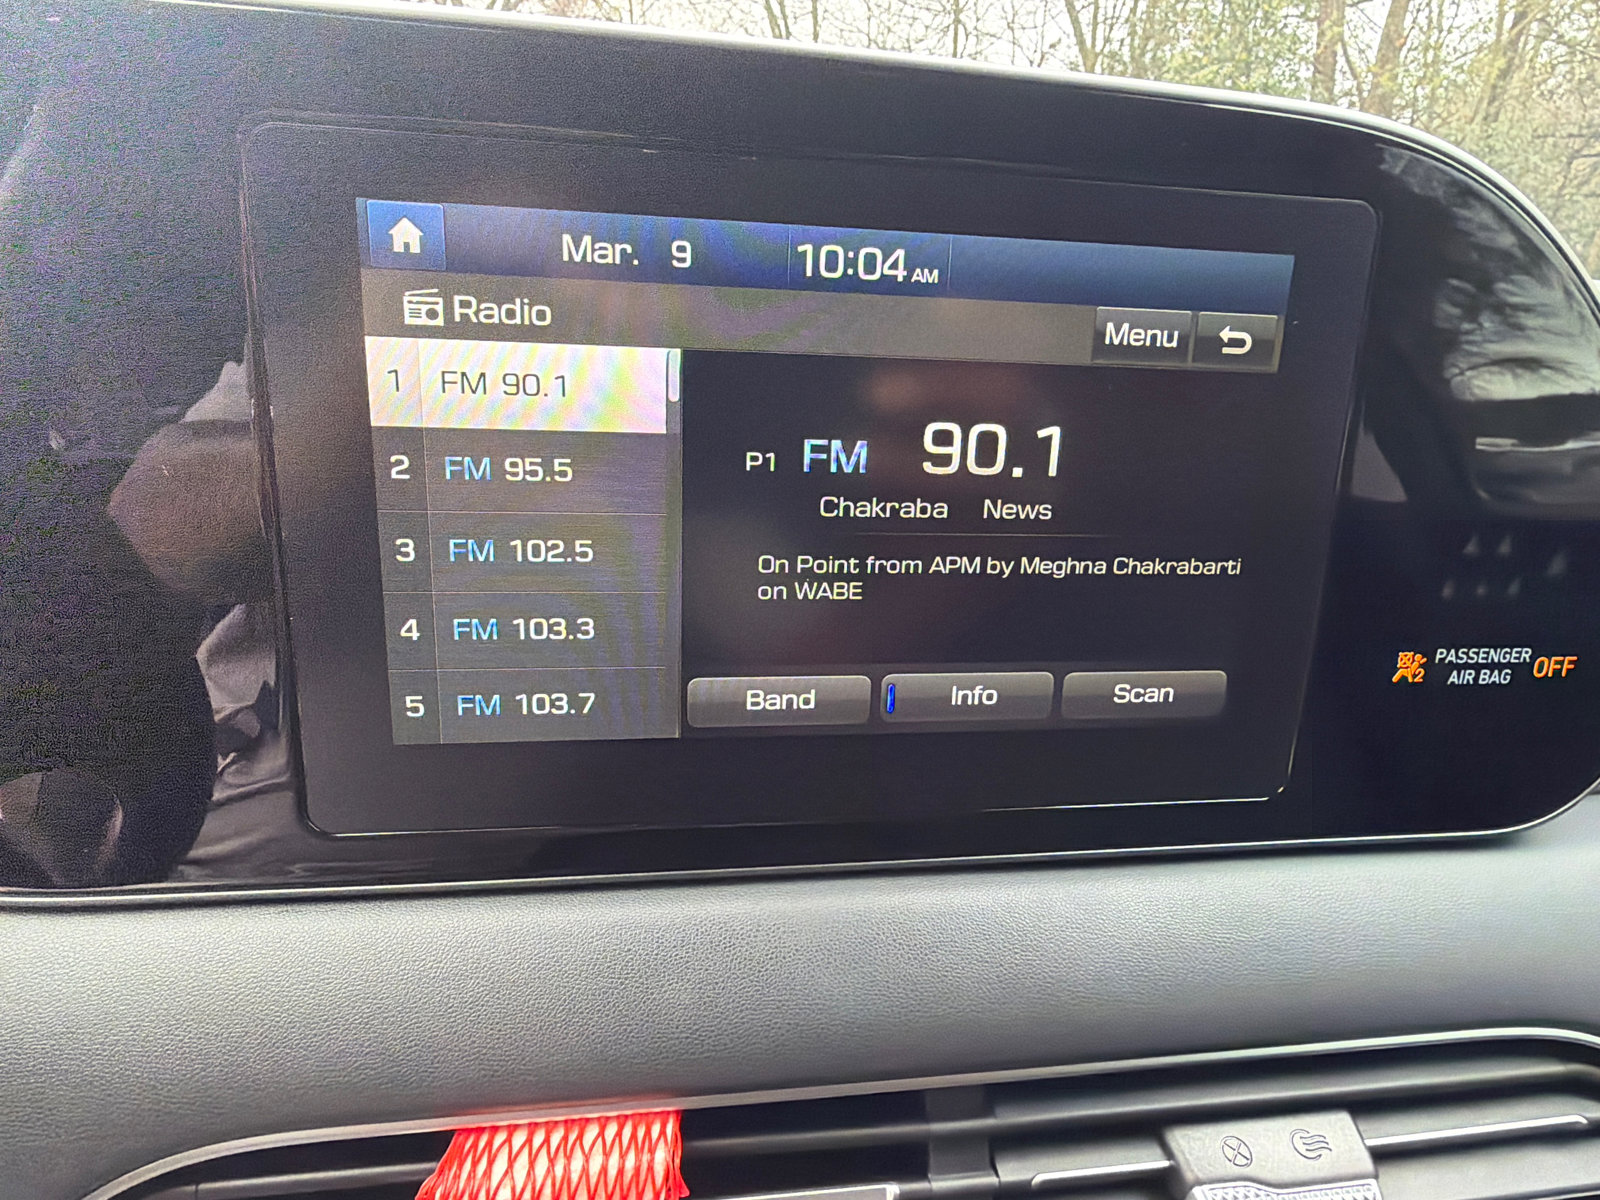 Mar. 9 10:04 AM
Radio
Menu
1 FM 90.1
2 FM 95.5
3 FM 102.5
4 FM 103.3
5 FM 103.7
P1 FM 90.1
Chakraba News
On Point from APM by Meghna Chakrabarti
on WABE
Band Info Scan
PASSENGER
AIR BAG OFF
2